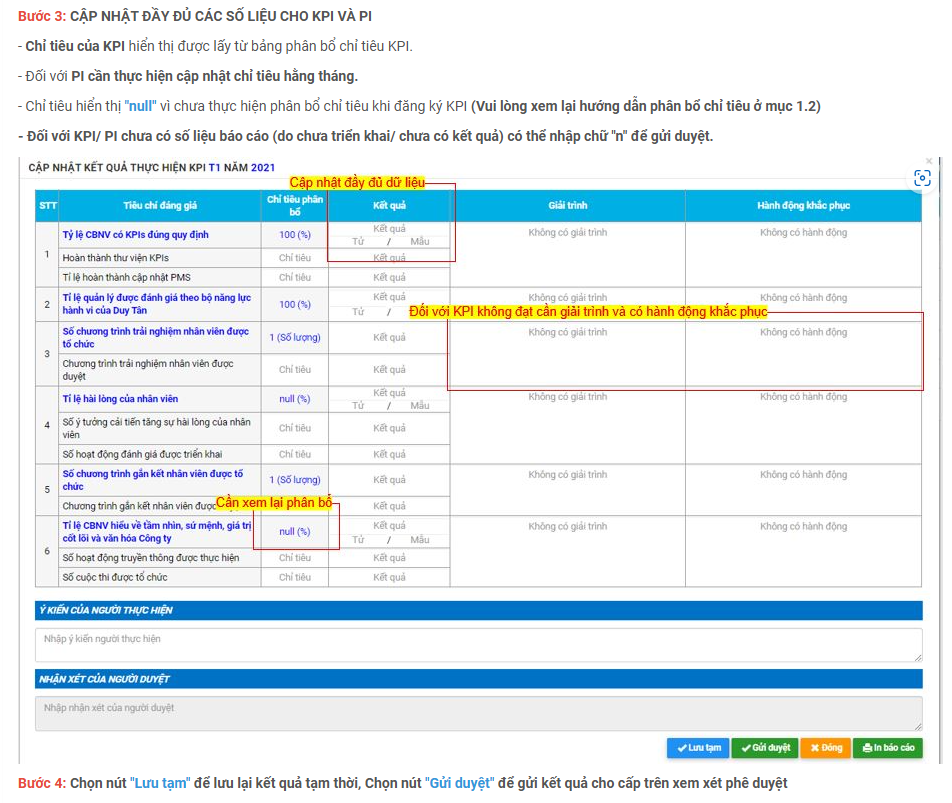 Bước 3: CẬP NHẬT ĐẦY ĐỦ CÁC SỐ LIỆU CHO KPI VÀ PI
- Chỉ tiêu của KPI hiển thị được lấy từ bảng phân bổ chỉ tiêu KPI.
- Đối với PI cần thực hiện cập nhật chỉ tiêu hằng tháng.
- Chỉ tiêu hiển thị "null" vì chưa thực hiện phân bổ chỉ tiêu khi đăng ký KPI (Vui lòng xem lại hướng dẫn phân bổ chỉ tiêu ở mục 1.2)
- Đối với KPI/ PI chưa có số liệu báo cáo (do chưa triển khai/ chưa có kết quả) có thể nhập chữ "n" để gửi duyệt.
CẬP NHẬT KẾT QUẢ THỰC HIỆN KPI T1 NĂM 2021
Cập nhật đầy đủ dữ liệu
STT Tiêu chí đáng giá Chỉ tiêu phân bổ Kết quả Giải trình Hành động khắc phục
1 Tỷ lệ CBNV có KPIs đúng quy định 100 (%) Kết quả Không có giải trình Không có hành động
Tử / Mẫu
Hoàn thành thư viện KPIs Chỉ tiêu Kết quả
Tỉ lệ hoàn thành cập nhật PMS Chỉ tiêu Kết quả
2 Tỉ lệ quản lý được đánh giá theo bộ năng lực hành vi của Duy Tân 100 (%) Kết quả Không có giải trình Không có hành động
Tử /
Đối với KPI không đạt cần giải trình và có hành động khắc phục
3 Số chương trình trải nghiệm nhân viên được tổ chức 1 (Số lượng) Kết quả Không có giải trình Không có hành động
Chương trình trải nghiệm nhân viên được duyệt Chỉ tiêu Kết quả
4 Tỉ lệ hài lòng của nhân viên null (%) Kết quả Không có giải trình Không có hành động
Tử / Mẫu
Số ý tưởng cải tiến tăng sự hài lòng của nhân viên Chỉ tiêu Kết quả
Số hoạt động đánh giá được triển khai Chỉ tiêu Kết quả
5 Số chương trình gắn kết nhân viên được tổ chức 1 (Số lượng) Kết quả Không có giải trình Không có hành động
Cần xem lại phân bổ
Chương trình gắn kết nhân viên được Kết quả
6 Tỉ lệ CBNV hiểu về tầm nhìn, sứ mệnh, giá trị cốt lõi và văn hóa Công ty null (%) Kết quả Không có giải trình Không có hành động
Tử / Mẫu
Số hoạt động truyền thông được thực hiện Chỉ tiêu Kết quả
Số cuộc thi được tổ chức Chỉ tiêu Kết quả
Ý KIẾN CỦA NGƯỜI THỰC HIỆN
Nhập ý kiến người thực hiện
NHẬN XÉT CỦA NGƯỜI DUYỆT
Nhập nhận xét của người duyệt
Lưu tạm Gửi duyệt Đóng In báo cáo
Bước 4: Chọn nút "Lưu tạm" để lưu lại kết quả tạm thời, Chọn nút "Gửi duyệt" để gửi kết quả cho cấp trên xem xét phê duyệt